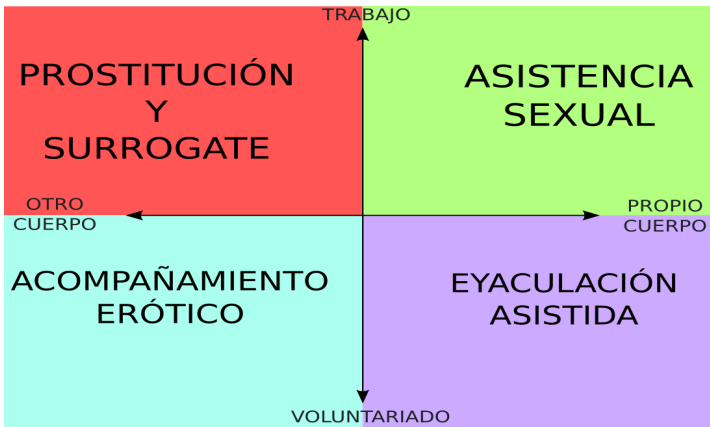 TRABAJO
PROSTITUCIÓN
Y
SURROGATE
ASISTENCIA
SEXUAL
OTRO
CUERPO
PROPIO
CUERPO
ACOMPAÑAMIENTO
ERÓTICO
EYACULACIÓN
ASISTIDA
VOLUNTARIADO